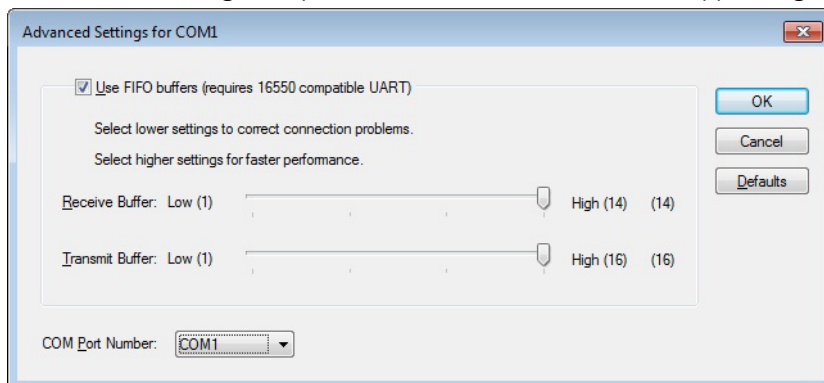 Advanced Settings for COM1
Use FIFO buffers (requires 16550 compatible UART)
OK
Select lower settings to correct connection problems.
Cancel
Select higher settings for faster performance.
Defaults
Receive Buffer: Low (1) High (14) (14)
Transmit Buffer: Low (1) High (16) (16)
COM Port Number: COM1